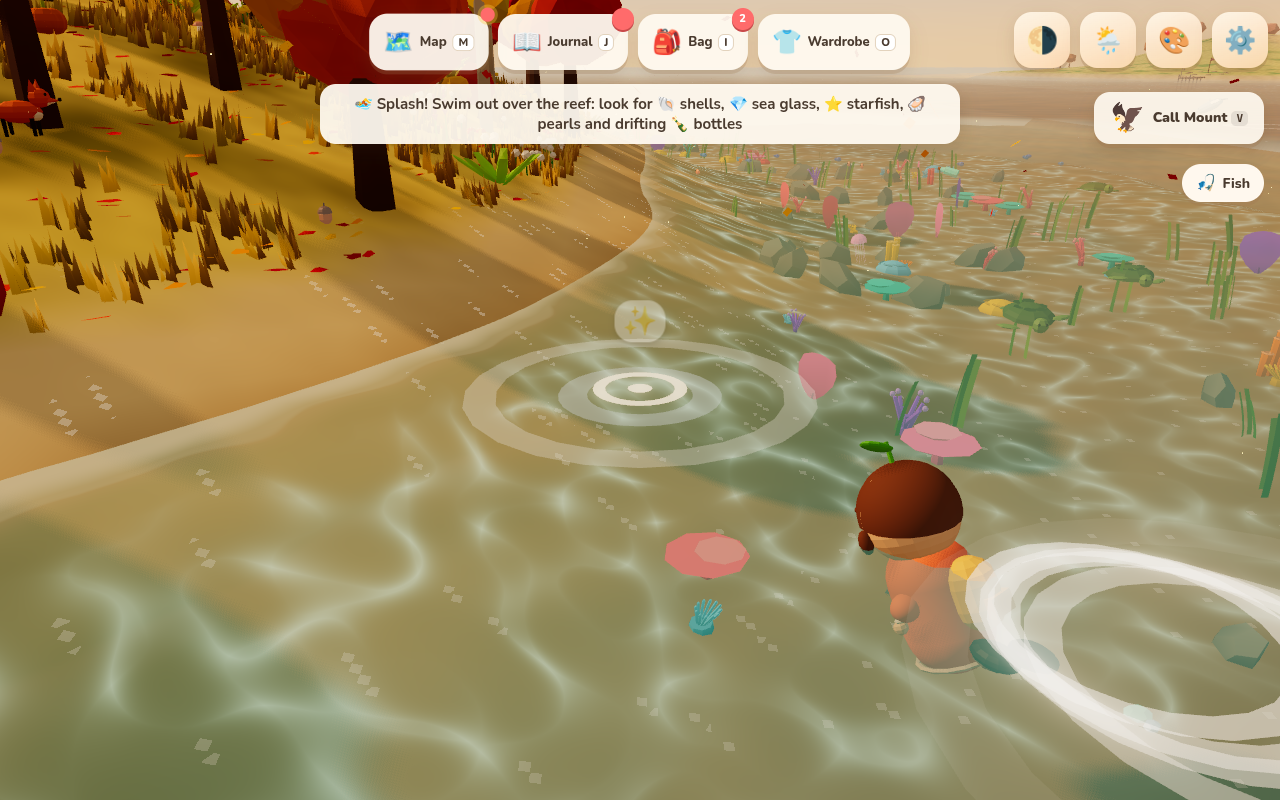 Map M
Journal J
Bag I
2
Wardrobe O
Splash! Swim out over the reef: look for shells, sea glass, starfish,
pearls and drifting bottles
Call Mount V
Fish